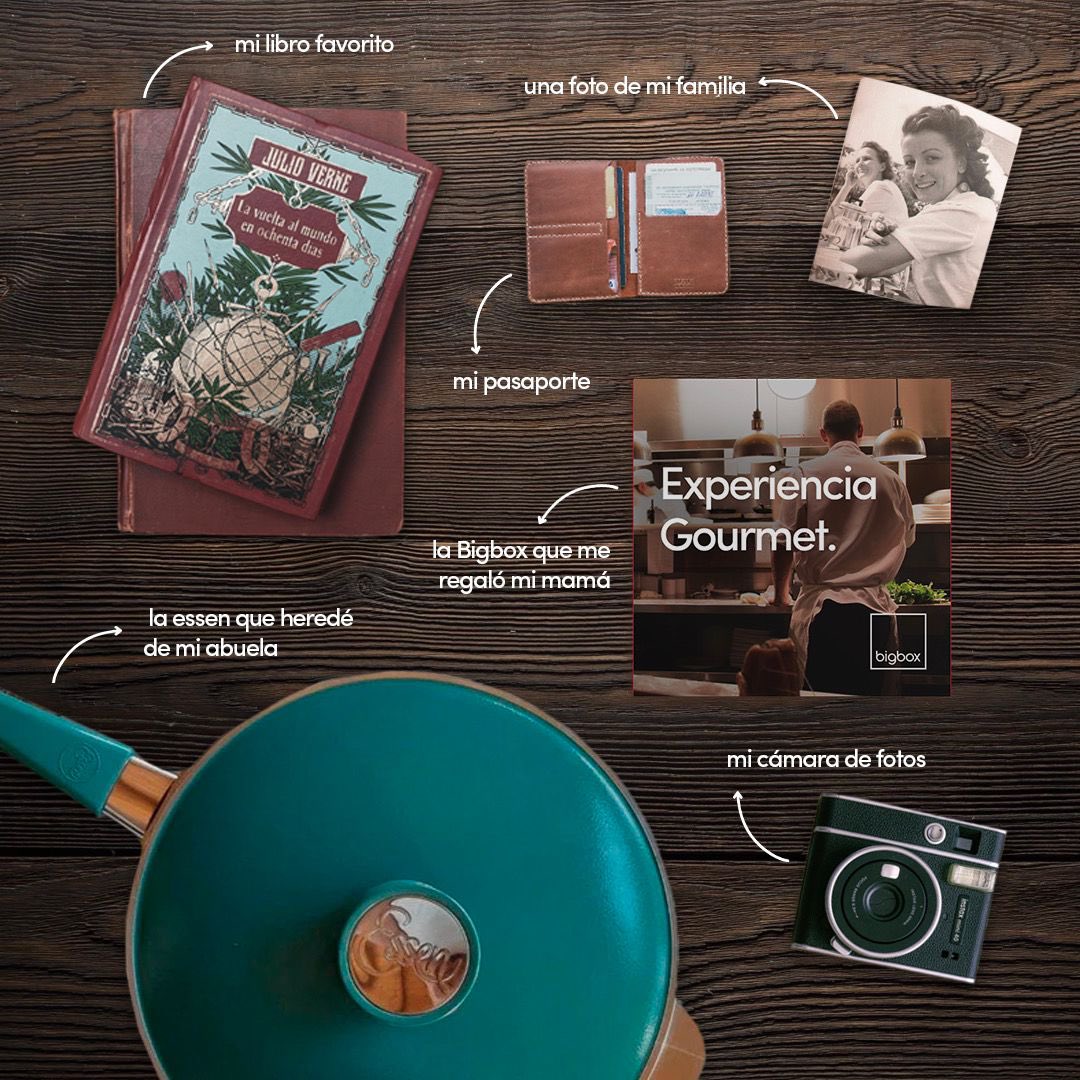 mi libro favorito
una foto de mi familia
JULIO VERNE
La vuelta al mundo
en ochenta días
mi pasaporte
Experiencia
Gourmet.
la Bigbox que me
regaló mi mamá
bigbox
la essen que heredé
de mi abuela
mi cámara de fotos
instax mini 40
Essen